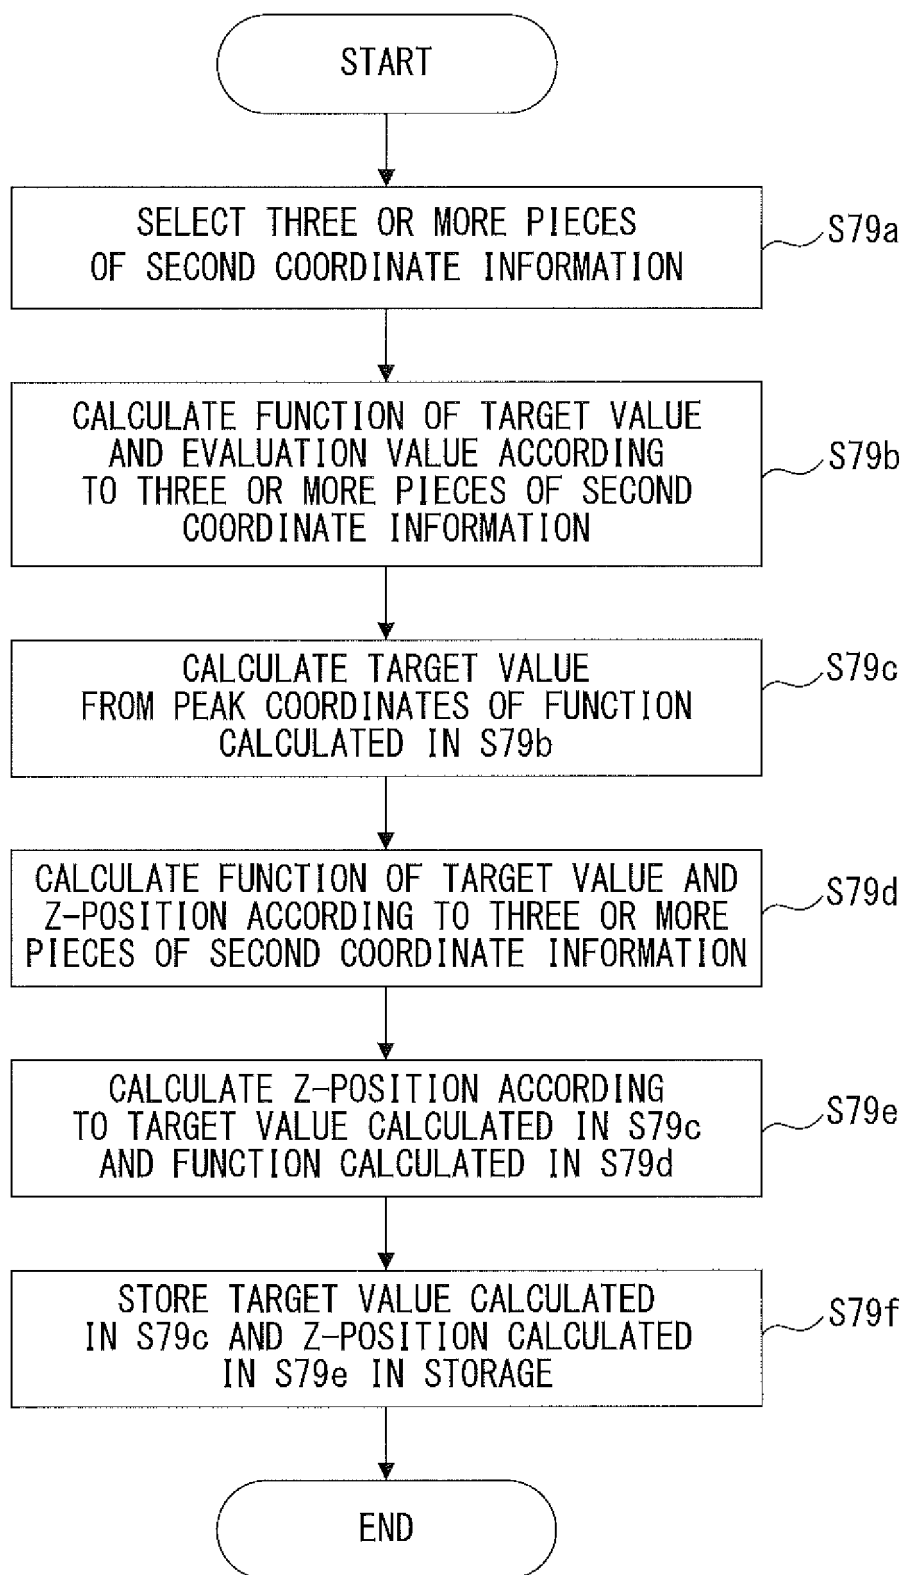 START
SELECT THREE OR MORE PIECES
OF SECOND COORDINATE INFORMATION
S79a
CALCULATE FUNCTION OF TARGET VALUE
AND EVALUATION VALUE ACCORDING
TO THREE OR MORE PIECES OF SECOND
COORDINATE INFORMATION
S79b
CALCULATE TARGET VALUE
FROM PEAK COORDINATES OF FUNCTION
CALCULATED IN S79b
S79c
CALCULATE FUNCTION OF TARGET VALUE AND
Z-POSITION ACCORDING TO THREE OR MORE
PIECES OF SECOND COORDINATE INFORMATION
S79d
CALCULATE Z-POSITION ACCORDING
TO TARGET VALUE CALCULATED IN S79c
AND FUNCTION CALCULATED IN S79d
S79e
STORE TARGET VALUE CALCULATED
IN S79c AND Z-POSITION CALCULATED
IN S79e IN STORAGE
S79f
END